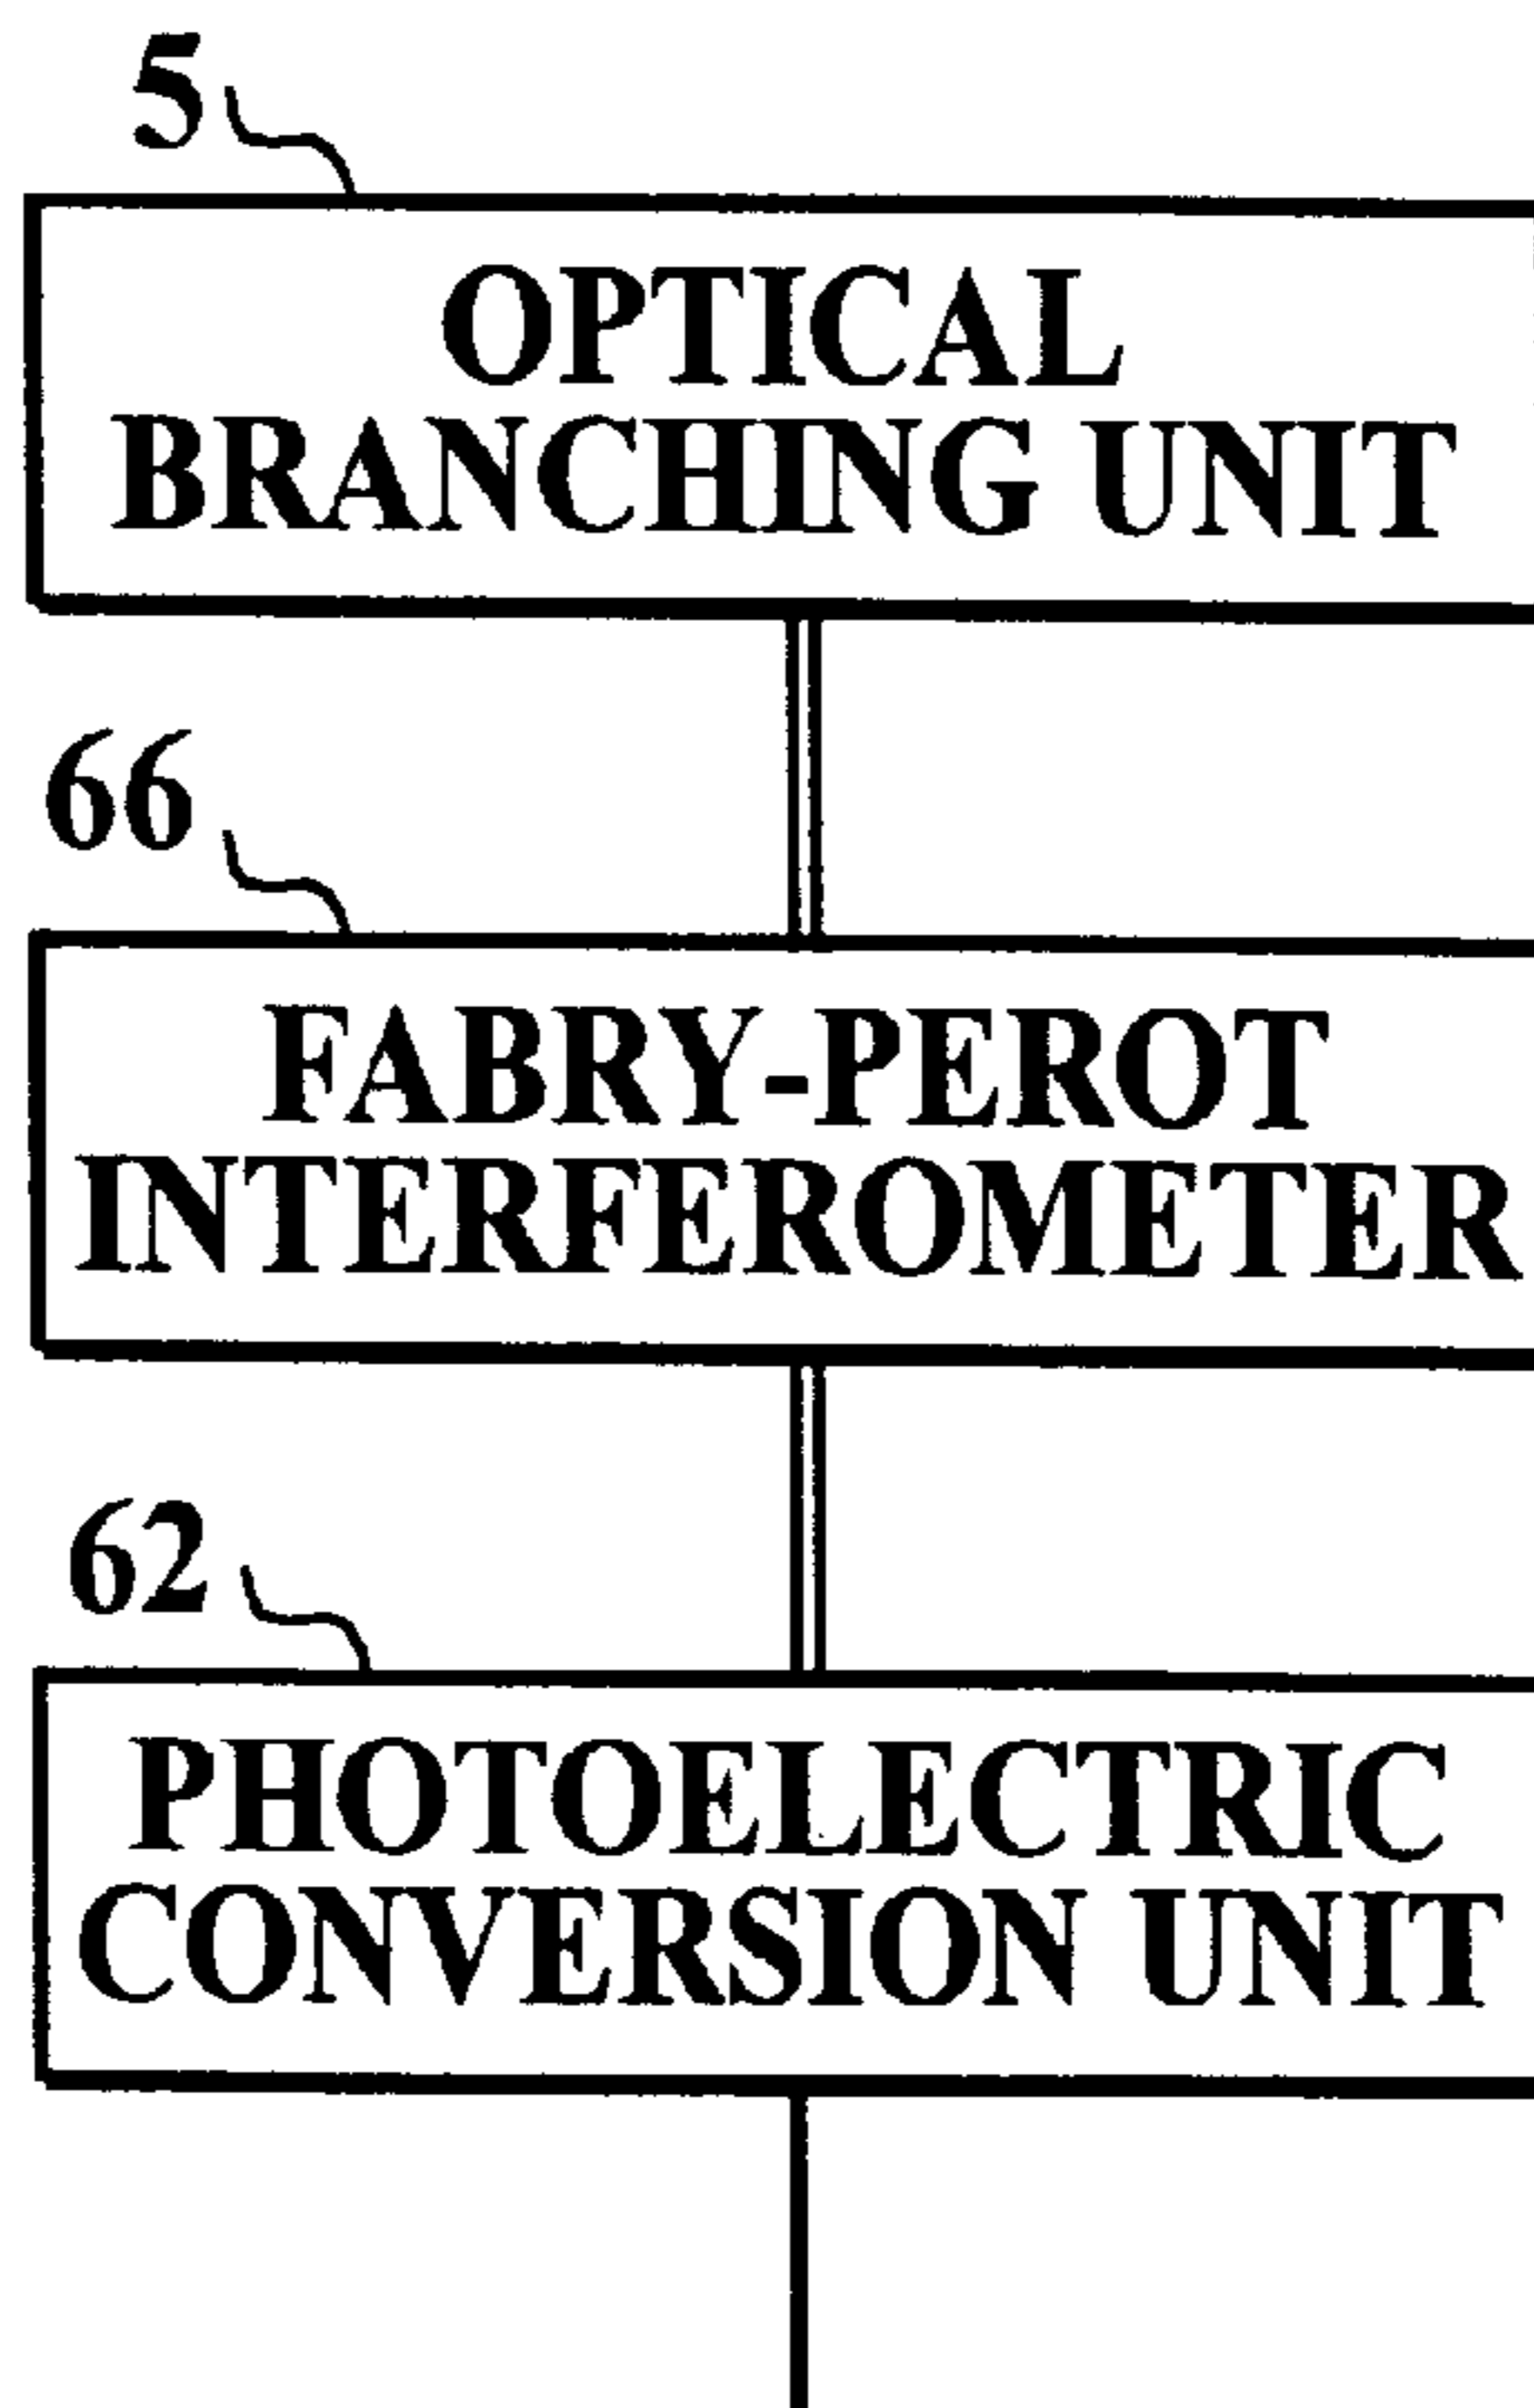 5
OPTICAL
BRANCHING UNIT
66
FABRY-PEROT
INTERFEROMETER
62
PHOTOELECTRIC
CONVERSION UNIT